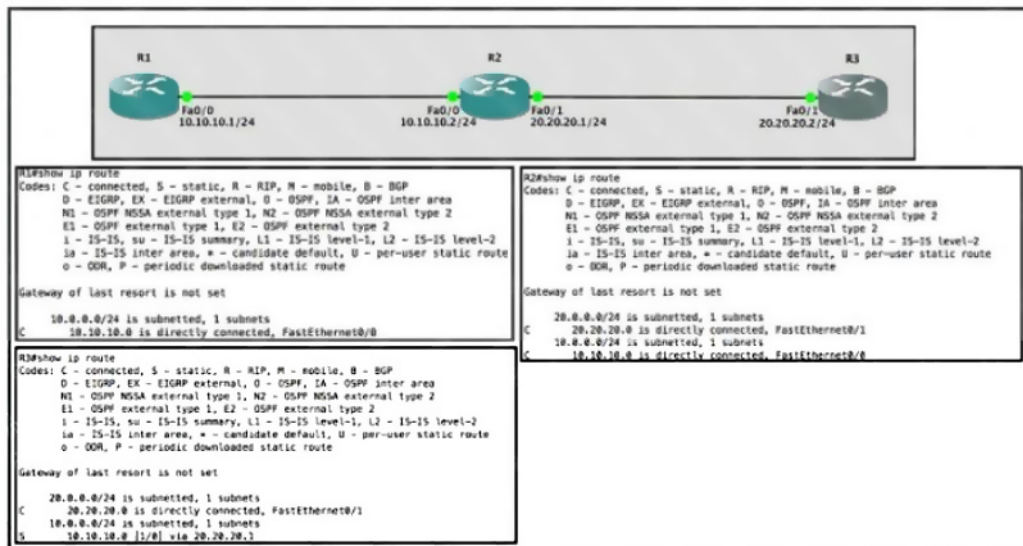 R1
R2
R3
Fa0/0
10.10.10.1/24
Fa0/0
10.10.10.2/24
Fa0/1
20.20.20.1/24
Fa0/1
20.20.20.2/24
R1#show ip route
Codes: C - connected, S - static, R - RIP, M - mobile, B - BGP
D - EIGRP, EX - EIGRP external, O - OSPF, IA - OSPF inter area
N1 - OSPF NSSA external type 1, N2 - OSPF NSSA external type 2
E1 - OSPF external type 1, E2 - OSPF external type 2
i - IS-IS, su - IS-IS summary, L1 - IS-IS level-1, L2 - IS-IS level-2
ia - IS-IS inter area, * - candidate default, U - per-user static route
o - ODR, P - periodic downloaded static route
Gateway of last resort is not set
10.0.0.0/24 is subnetted, 1 subnets
C 10.10.10.0 is directly connected, FastEthernet0/0
R2#show ip route
Codes: C - connected, S - static, R - RIP, M - mobile, B - BGP
D - EIGRP, EX - EIGRP external, O - OSPF, IA - OSPF inter area
N1 - OSPF NSSA external type 1, N2 - OSPF NSSA external type 2
E1 - OSPF external type 1, E2 - OSPF external type 2
i - IS-IS, su - IS-IS summary, L1 - IS-IS level-1, L2 - IS-IS level-2
ia - IS-IS inter area, * - candidate default, U - per-user static route
o - ODR, P - periodic downloaded static route
Gateway of last resort is not set
20.0.0.0/24 is subnetted, 1 subnets
C 20.20.20.0 is directly connected, FastEthernet0/1
10.0.0.0/24 is subnetted, 1 subnets
C 10.10.10.0 is directly connected, FastEthernet0/0
R3#show ip route
Codes: C - connected, S - static, R - RIP, M - mobile, B - BGP
D - EIGRP, EX - EIGRP external, O - OSPF, IA - OSPF inter area
N1 - OSPF NSSA external type 1, N2 - OSPF NSSA external type 2
E1 - OSPF external type 1, E2 - OSPF external type 2
i - IS-IS, su - IS-IS summary, L1 - IS-IS level-1, L2 - IS-IS level-2
ia - IS-IS inter area, * - candidate default, U - per-user static route
o - ODR, P - periodic downloaded static route
Gateway of last resort is not set
20.0.0.0/24 is subnetted, 1 subnets
C 20.20.20.0 is directly connected, FastEthernet0/1
10.0.0.0/24 is subnetted, 1 subnets
S 10.10.10.0 [1/0] via 20.20.20.1